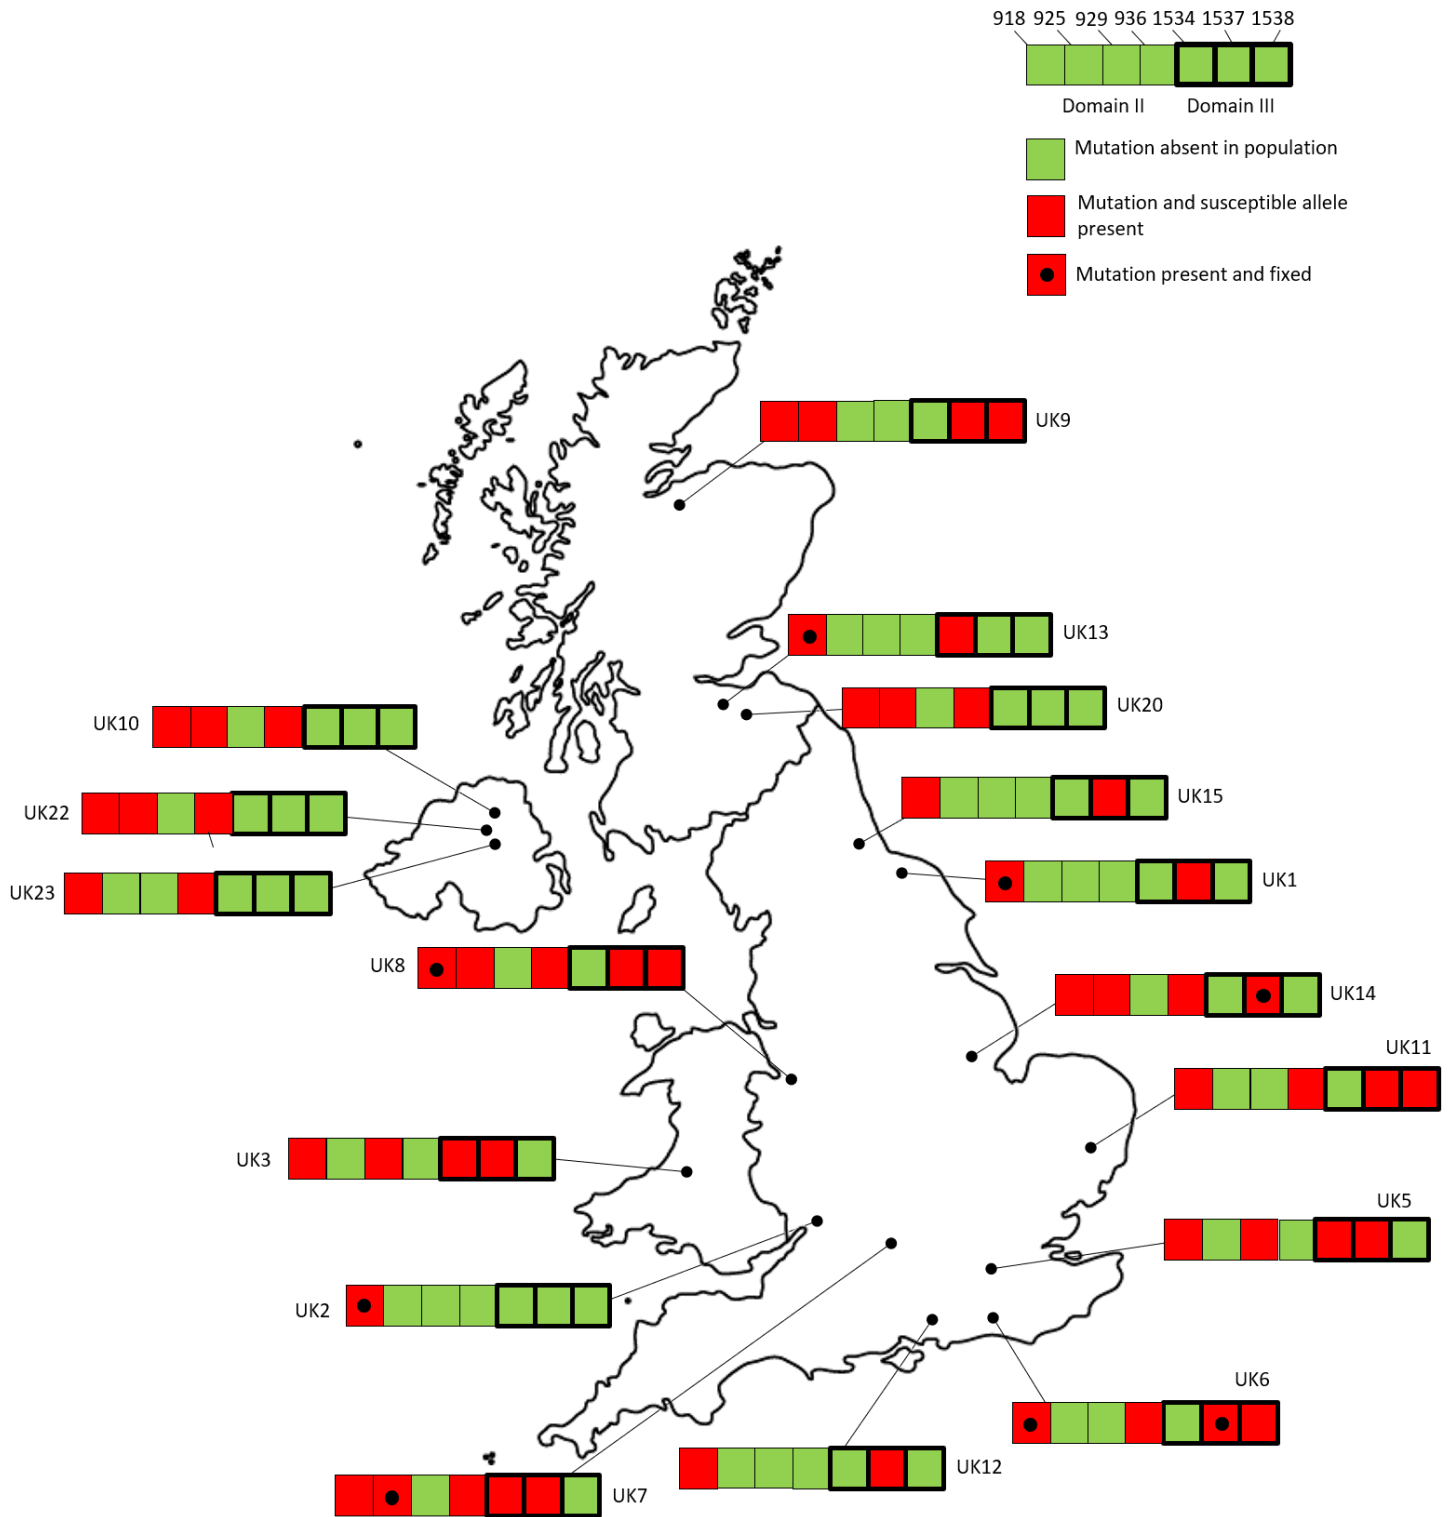 918 925 929 936 1534 1537 1538
Domain II Domain III
Mutation absent in population
Mutation and susceptible allele
present
Mutation present and fixed
UK9
UK13
UK20
UK10
UK15
UK22
UK1
UK23
UK8
UK14
UK11
UK3
UK5
UK2
UK6
UK12
UK7